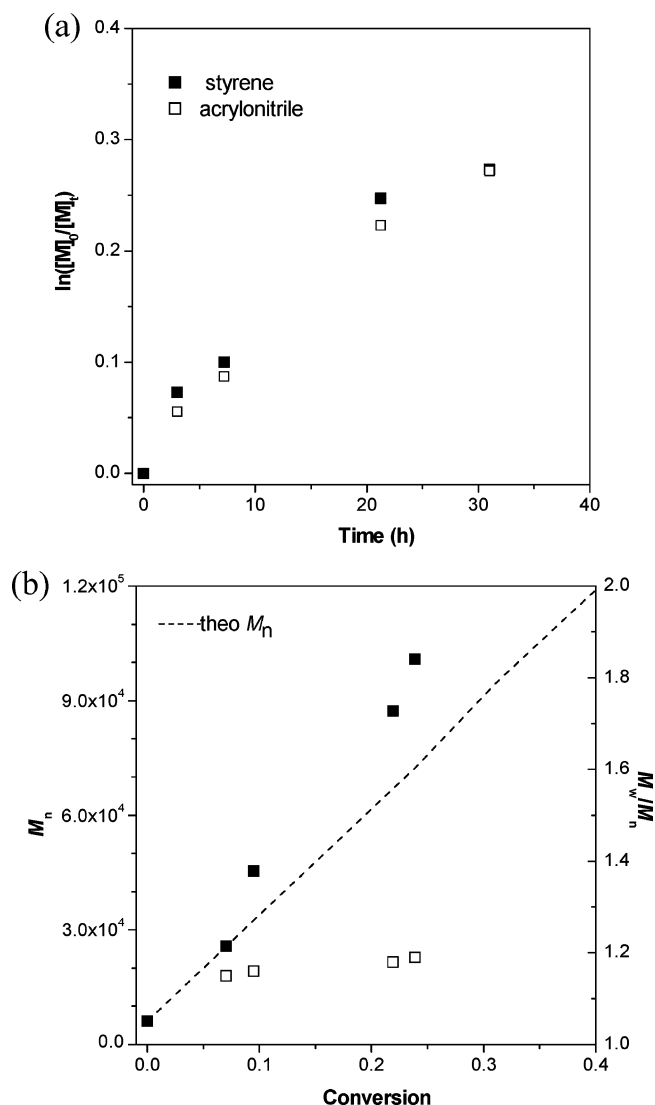 (a)
0.4
styrene
acrylonitrile
0.3
ln([M]0/[M]t)
0.2
0.1
0.0
0 10 20 30 40
Time (h)
(b)
1.2x10^5 2.0
theo Mn
9.0x10^4 1.8
1.6
Mn 6.0x10^4 Mw/Mn
1.4
3.0x10^4
1.2
0.0 1.0
0.0 0.1 0.2 0.3 0.4
Conversion